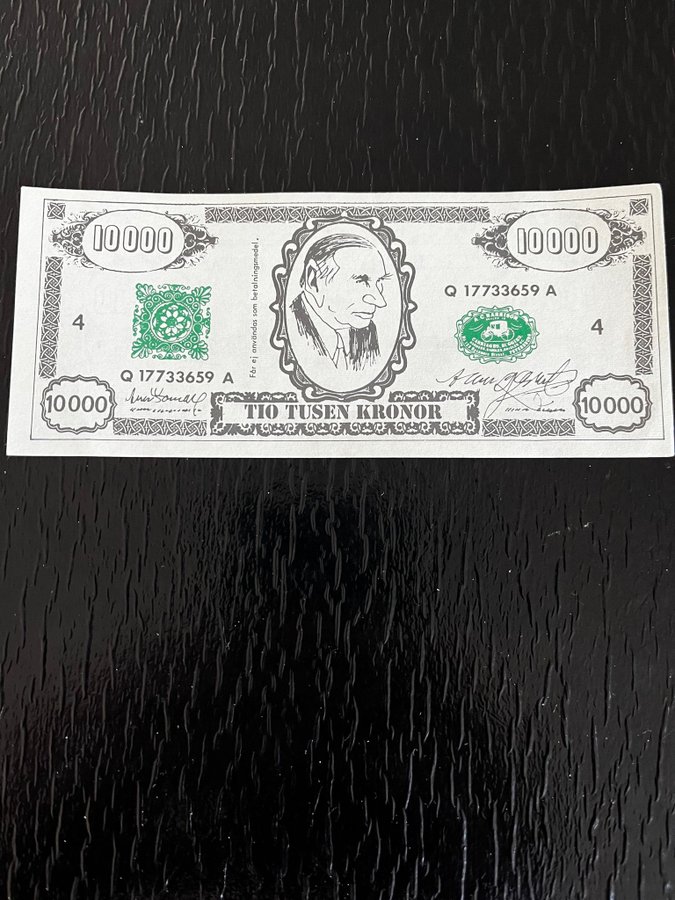 10000
10000
Får ej användas som betalningsmedel.
Q 17733659 A
4
4
Q 17733659 A
10000
TIO TUSEN KRONOR
10000